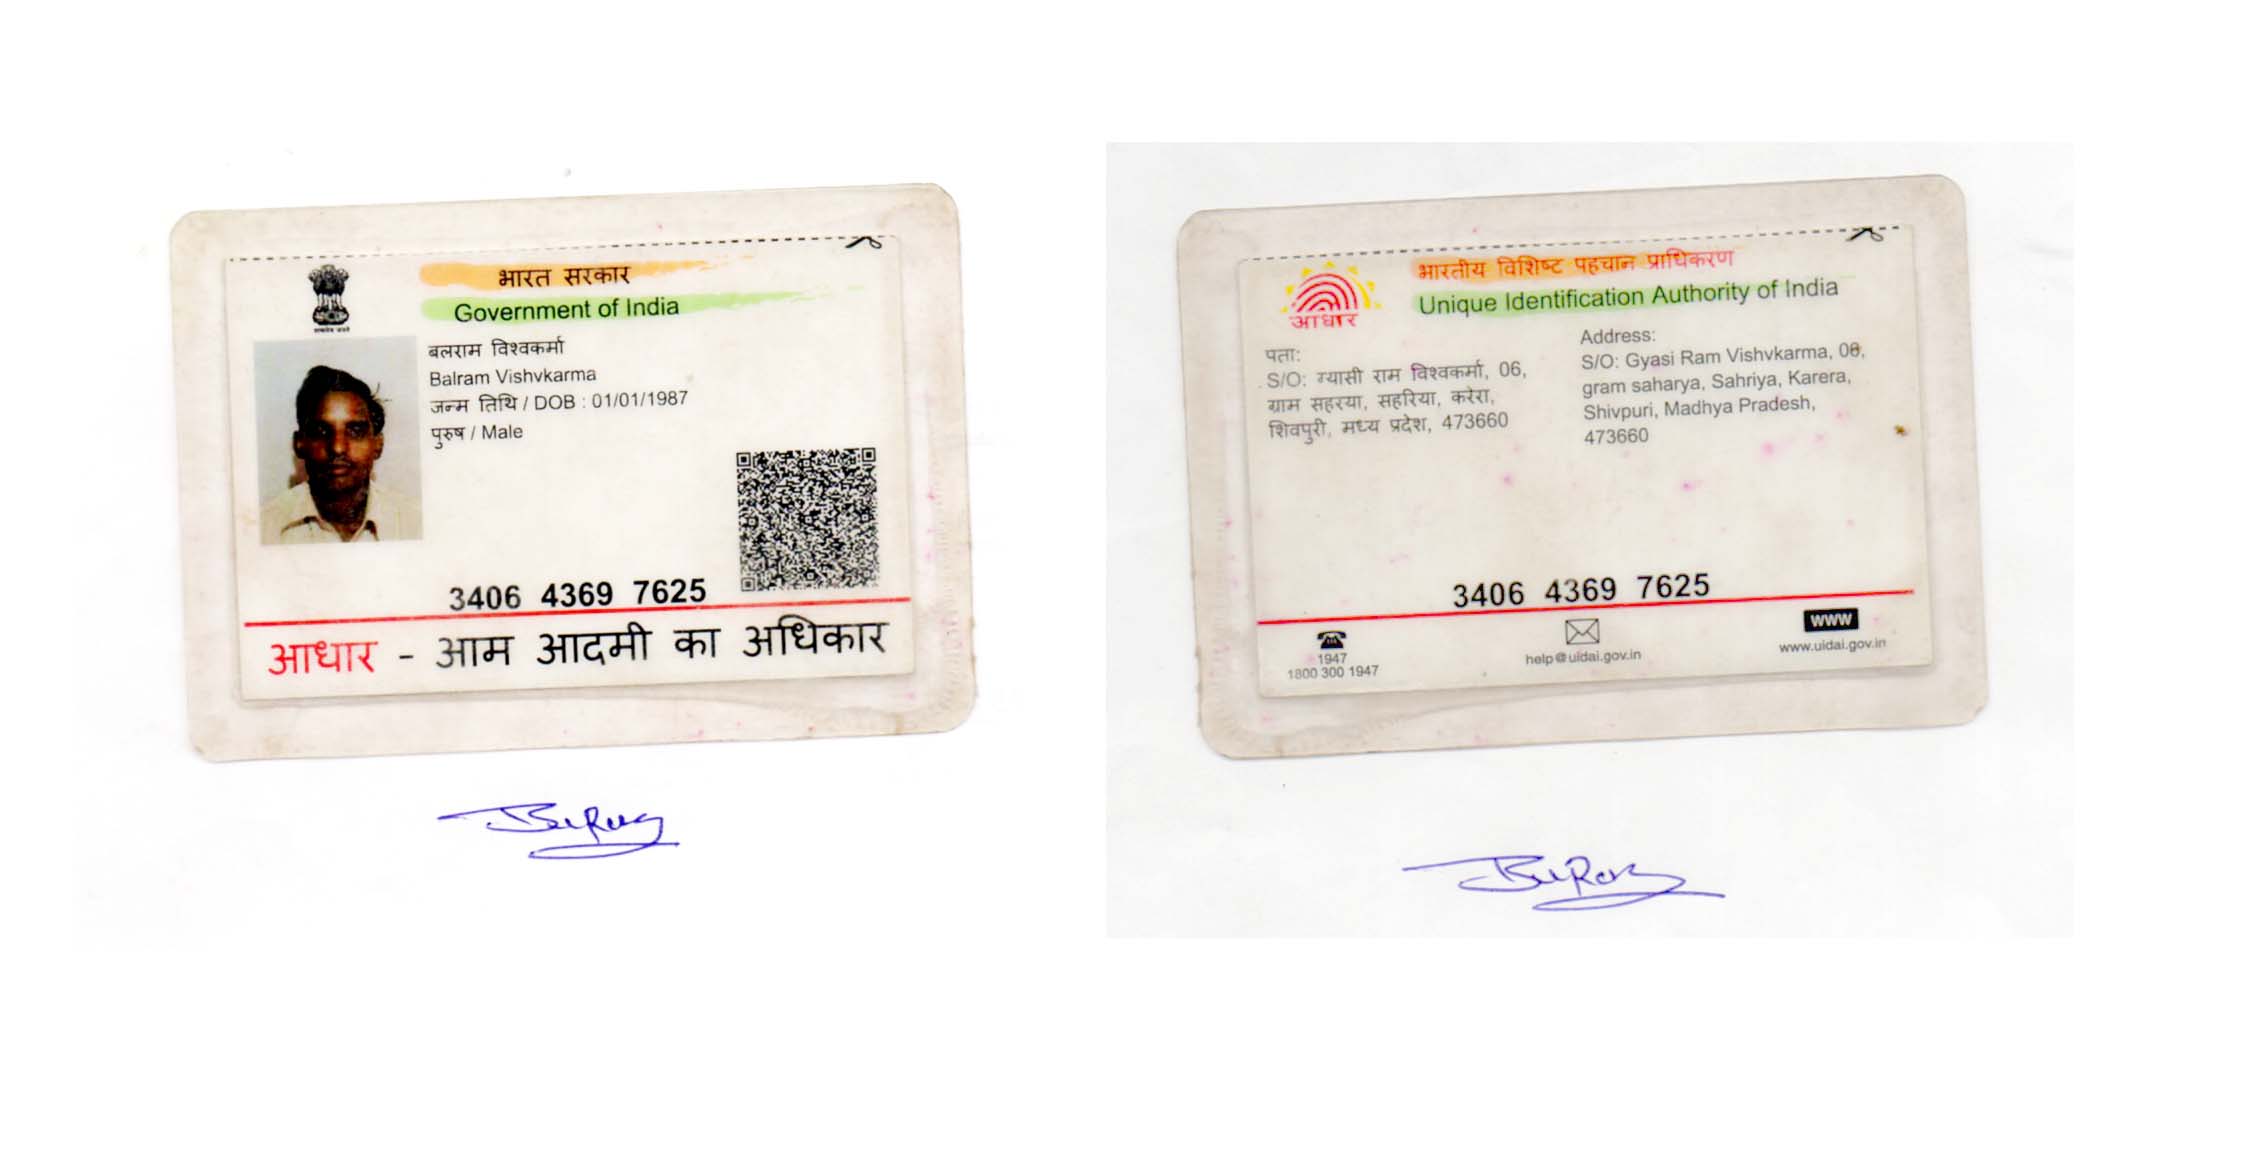 भारत सरकार
Government of India
बलराम विश्वकर्मा
Balram Vishvkarma
जन्म तिथि / DOB : 01/01/1987
पुरुष / Male
3406 4369 7625
आधार - आम आदमी का अधिकार
भारतीय विशिष्ट पहचान प्राधिकरण
Unique Identification Authority of India
आधार
पता:
S/O: ग्यासी राम विश्वकर्मा, 06,
ग्राम सहरया, सहरिया, करेरा,
शिवपुरी, मध्य प्रदेश, 473660
Address:
S/O: Gyasi Ram Vishvkarma, 06,
gram saharya, Sahriya, Karera,
Shivpuri, Madhya Pradesh,
473660
3406 4369 7625
1947
1800 300 1947
help@uidai.gov.in
WWW
www.uidai.gov.in